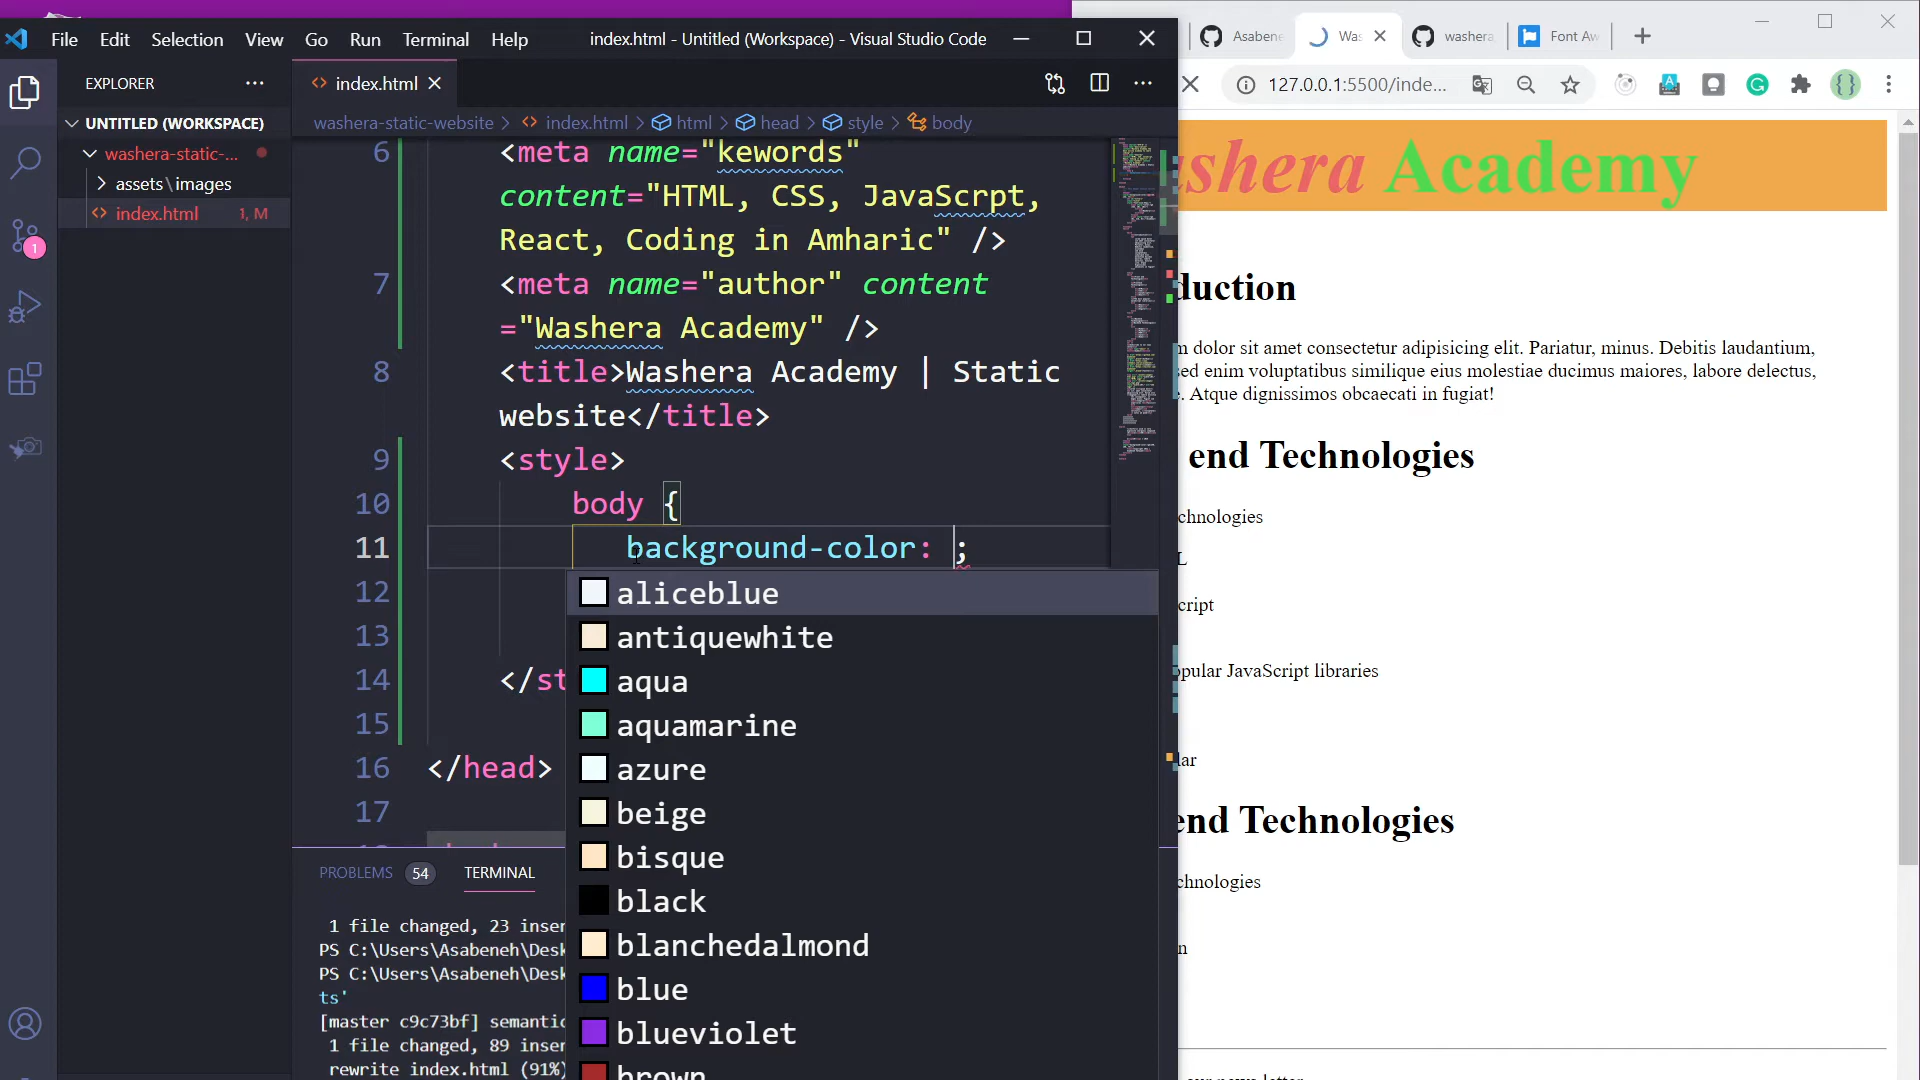 File Edit Selection View Go Run Terminal Help
index.html - Untitled (Workspace) - Visual Studio Code
EXPLORER
UNTITLED (WORKSPACE)
washera-static-...
assets\images
index.html 1, M
1
index.html
washera-static-website > index.html > html > head > style > body
6 <meta name="kewords"
content="HTML, CSS, JavaScrpt,
React, Coding in Amharic" />
7 <meta name="author" content
="Washera Academy" />
8 <title>Washera Academy | Static
website</title>
9 <style>
10 body {
11 background-color: ;
12
13
14 </st
15
16 </head>
17
aliceblue
antiquewhite
aqua
aquamarine
azure
beige
bisque
black
blanchedalmond
blue
blueviolet
brown
PROBLEMS 54 TERMINAL
1 file changed, 23 inser
PS C:\Users\Asabeneh\Desk
PS C:\Users\Asabeneh\Desk
ts'
[master c9c73bf] semantic
1 file changed, 89 inser
rewrite index.html (91%)
Asabene
Was
washera
Font Aw
127.0.0.1:5500/inde...
shera Academy
duction
m dolor sit amet consectetur adipisicing elit. Pariatur, minus. Debitis laudantium,
sed enim voluptatibus similique eius molestiae ducimus maiores, labore delectus,
. Atque dignissimos obcaecati in fugiat!
end Technologies
chnologies
L
cript
opular JavaScript libraries
lar
end Technologies
chnologies
n
our news letter